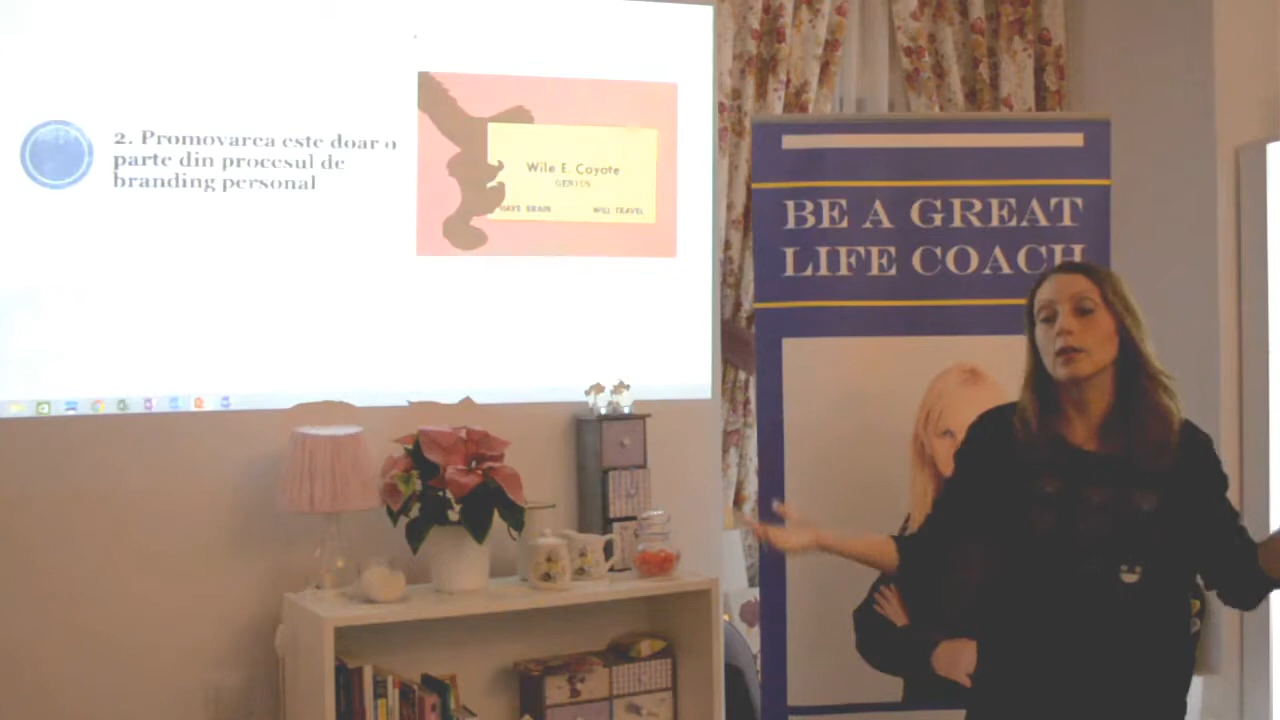 2. Promovarea este doar o
parte din procesul de
branding personal
Wile E. Coyote
GENIUS
HAVE BRAIN WILL TRAVEL
BE A GREAT
LIFE COACH